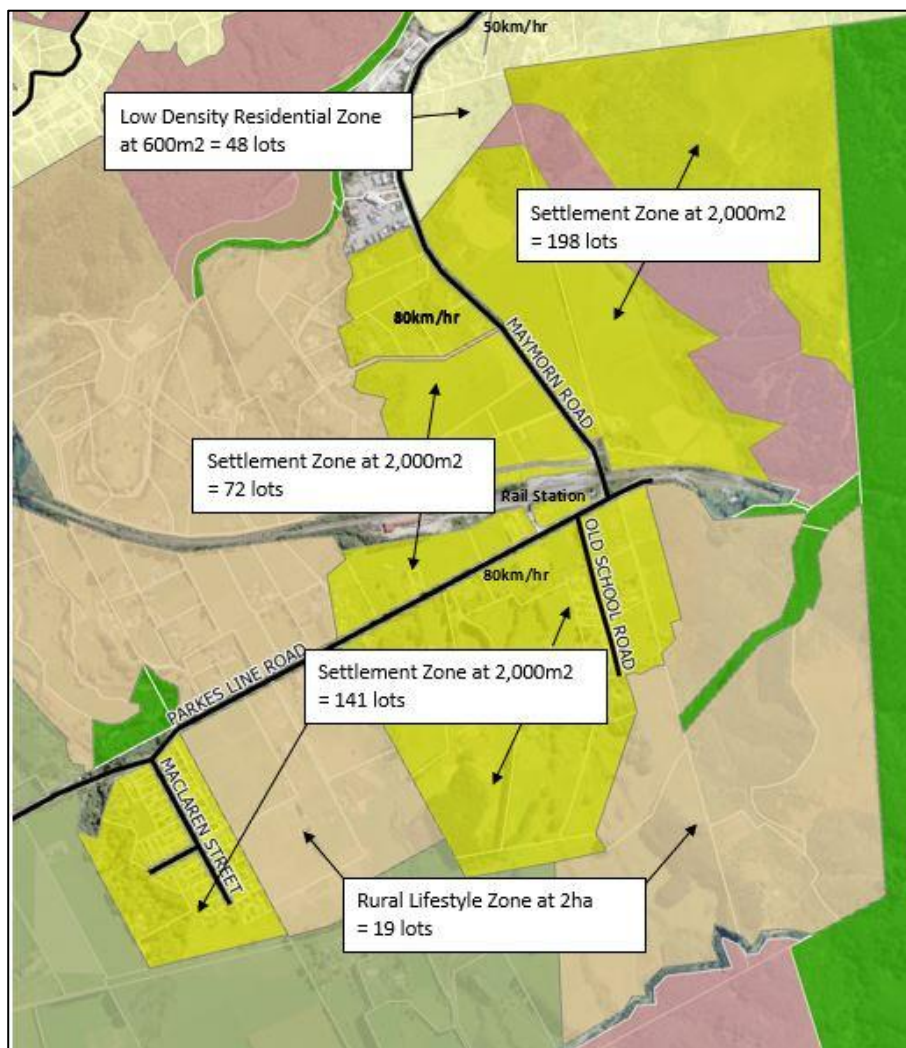 50km/hr
Low Density Residential Zone
at 600m2 = 48 lots
Settlement Zone at 2,000m2
= 198 lots
80km/hr
MAYMORN ROAD
Settlement Zone at 2,000m2
= 72 lots
Rail Station
80km/hr
OLD SCHOOL ROAD
Settlement Zone at 2,000m2
= 141 lots
PARKES LINE ROAD
MACLAREN STREET
Rural Lifestyle Zone at 2ha
= 19 lots